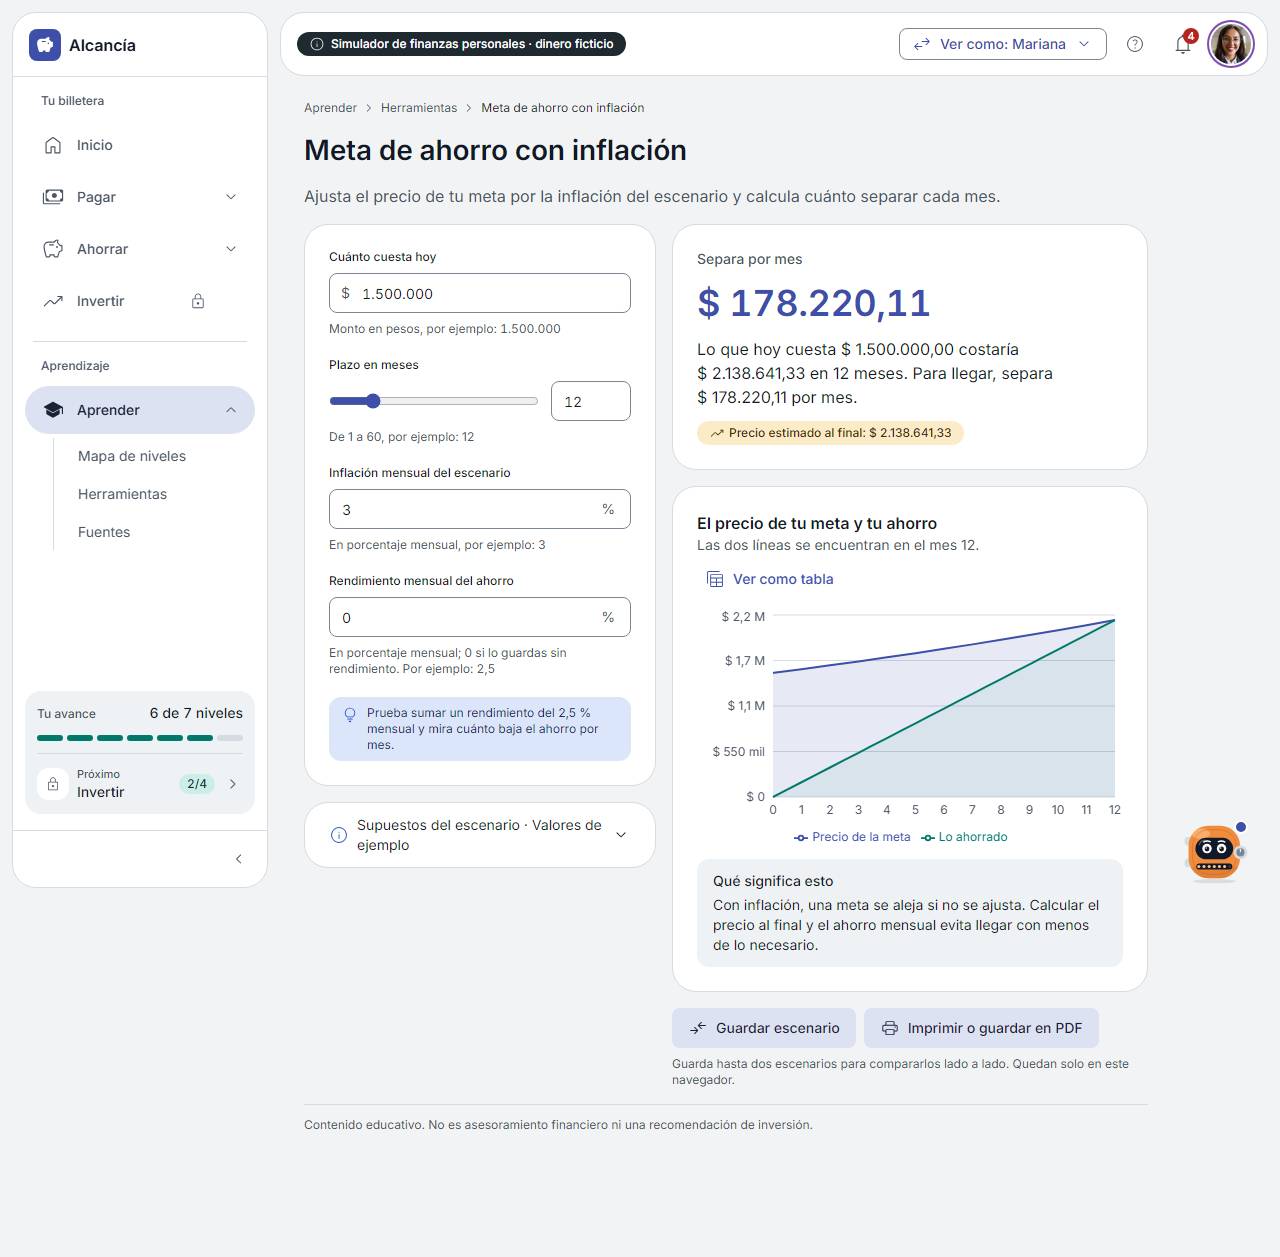 Alcancía
Tu billetera
Inicio
Pagar
Ahorrar
Invertir
Aprendizaje
Aprender
Mapa de niveles
Herramientas
Fuentes
Tu avance 6 de 7 niveles
Próximo
Invertir 2/4
Simulador de finanzas personales · dinero ficticio
Ver como: Mariana
4
Aprender > Herramientas > Meta de ahorro con inflación
Meta de ahorro con inflación
Ajusta el precio de tu meta por la inflación del escenario y calcula cuánto separar cada mes.
Cuánto cuesta hoy
$ 1.500.000
Monto en pesos, por ejemplo: 1.500.000
Plazo en meses
12
De 1 a 60, por ejemplo: 12
Inflación mensual del escenario
3 %
En porcentaje mensual, por ejemplo: 3
Rendimiento mensual del ahorro
0 %
En porcentaje mensual; 0 si lo guardas sin
rendimiento. Por ejemplo: 2,5
Prueba sumar un rendimiento del 2,5 %
mensual y mira cuánto baja el ahorro por
mes.
Supuestos del escenario · Valores de
ejemplo
Separa por mes
$ 178.220,11
Lo que hoy cuesta $ 1.500.000,00 costaría
$ 2.138.641,33 en 12 meses. Para llegar, separa
$ 178.220,11 por mes.
Precio estimado al final: $ 2.138.641,33
El precio de tu meta y tu ahorro
Las dos líneas se encuentran en el mes 12.
Ver como tabla
$ 2,2 M
$ 1,7 M
$ 1,1 M
$ 550 mil
$ 0
0 1 2 3 4 5 6 7 8 9 10 11 12
Precio de la meta Lo ahorrado
Qué significa esto
Con inflación, una meta se aleja si no se ajusta. Calcular el
precio al final y el ahorro mensual evita llegar con menos
de lo necesario.
Guardar escenario
Imprimir o guardar en PDF
Guarda hasta dos escenarios para compararlos lado a lado. Quedan solo en este
navegador.
Contenido educativo. No es asesoramiento financiero ni una recomendación de inversión.